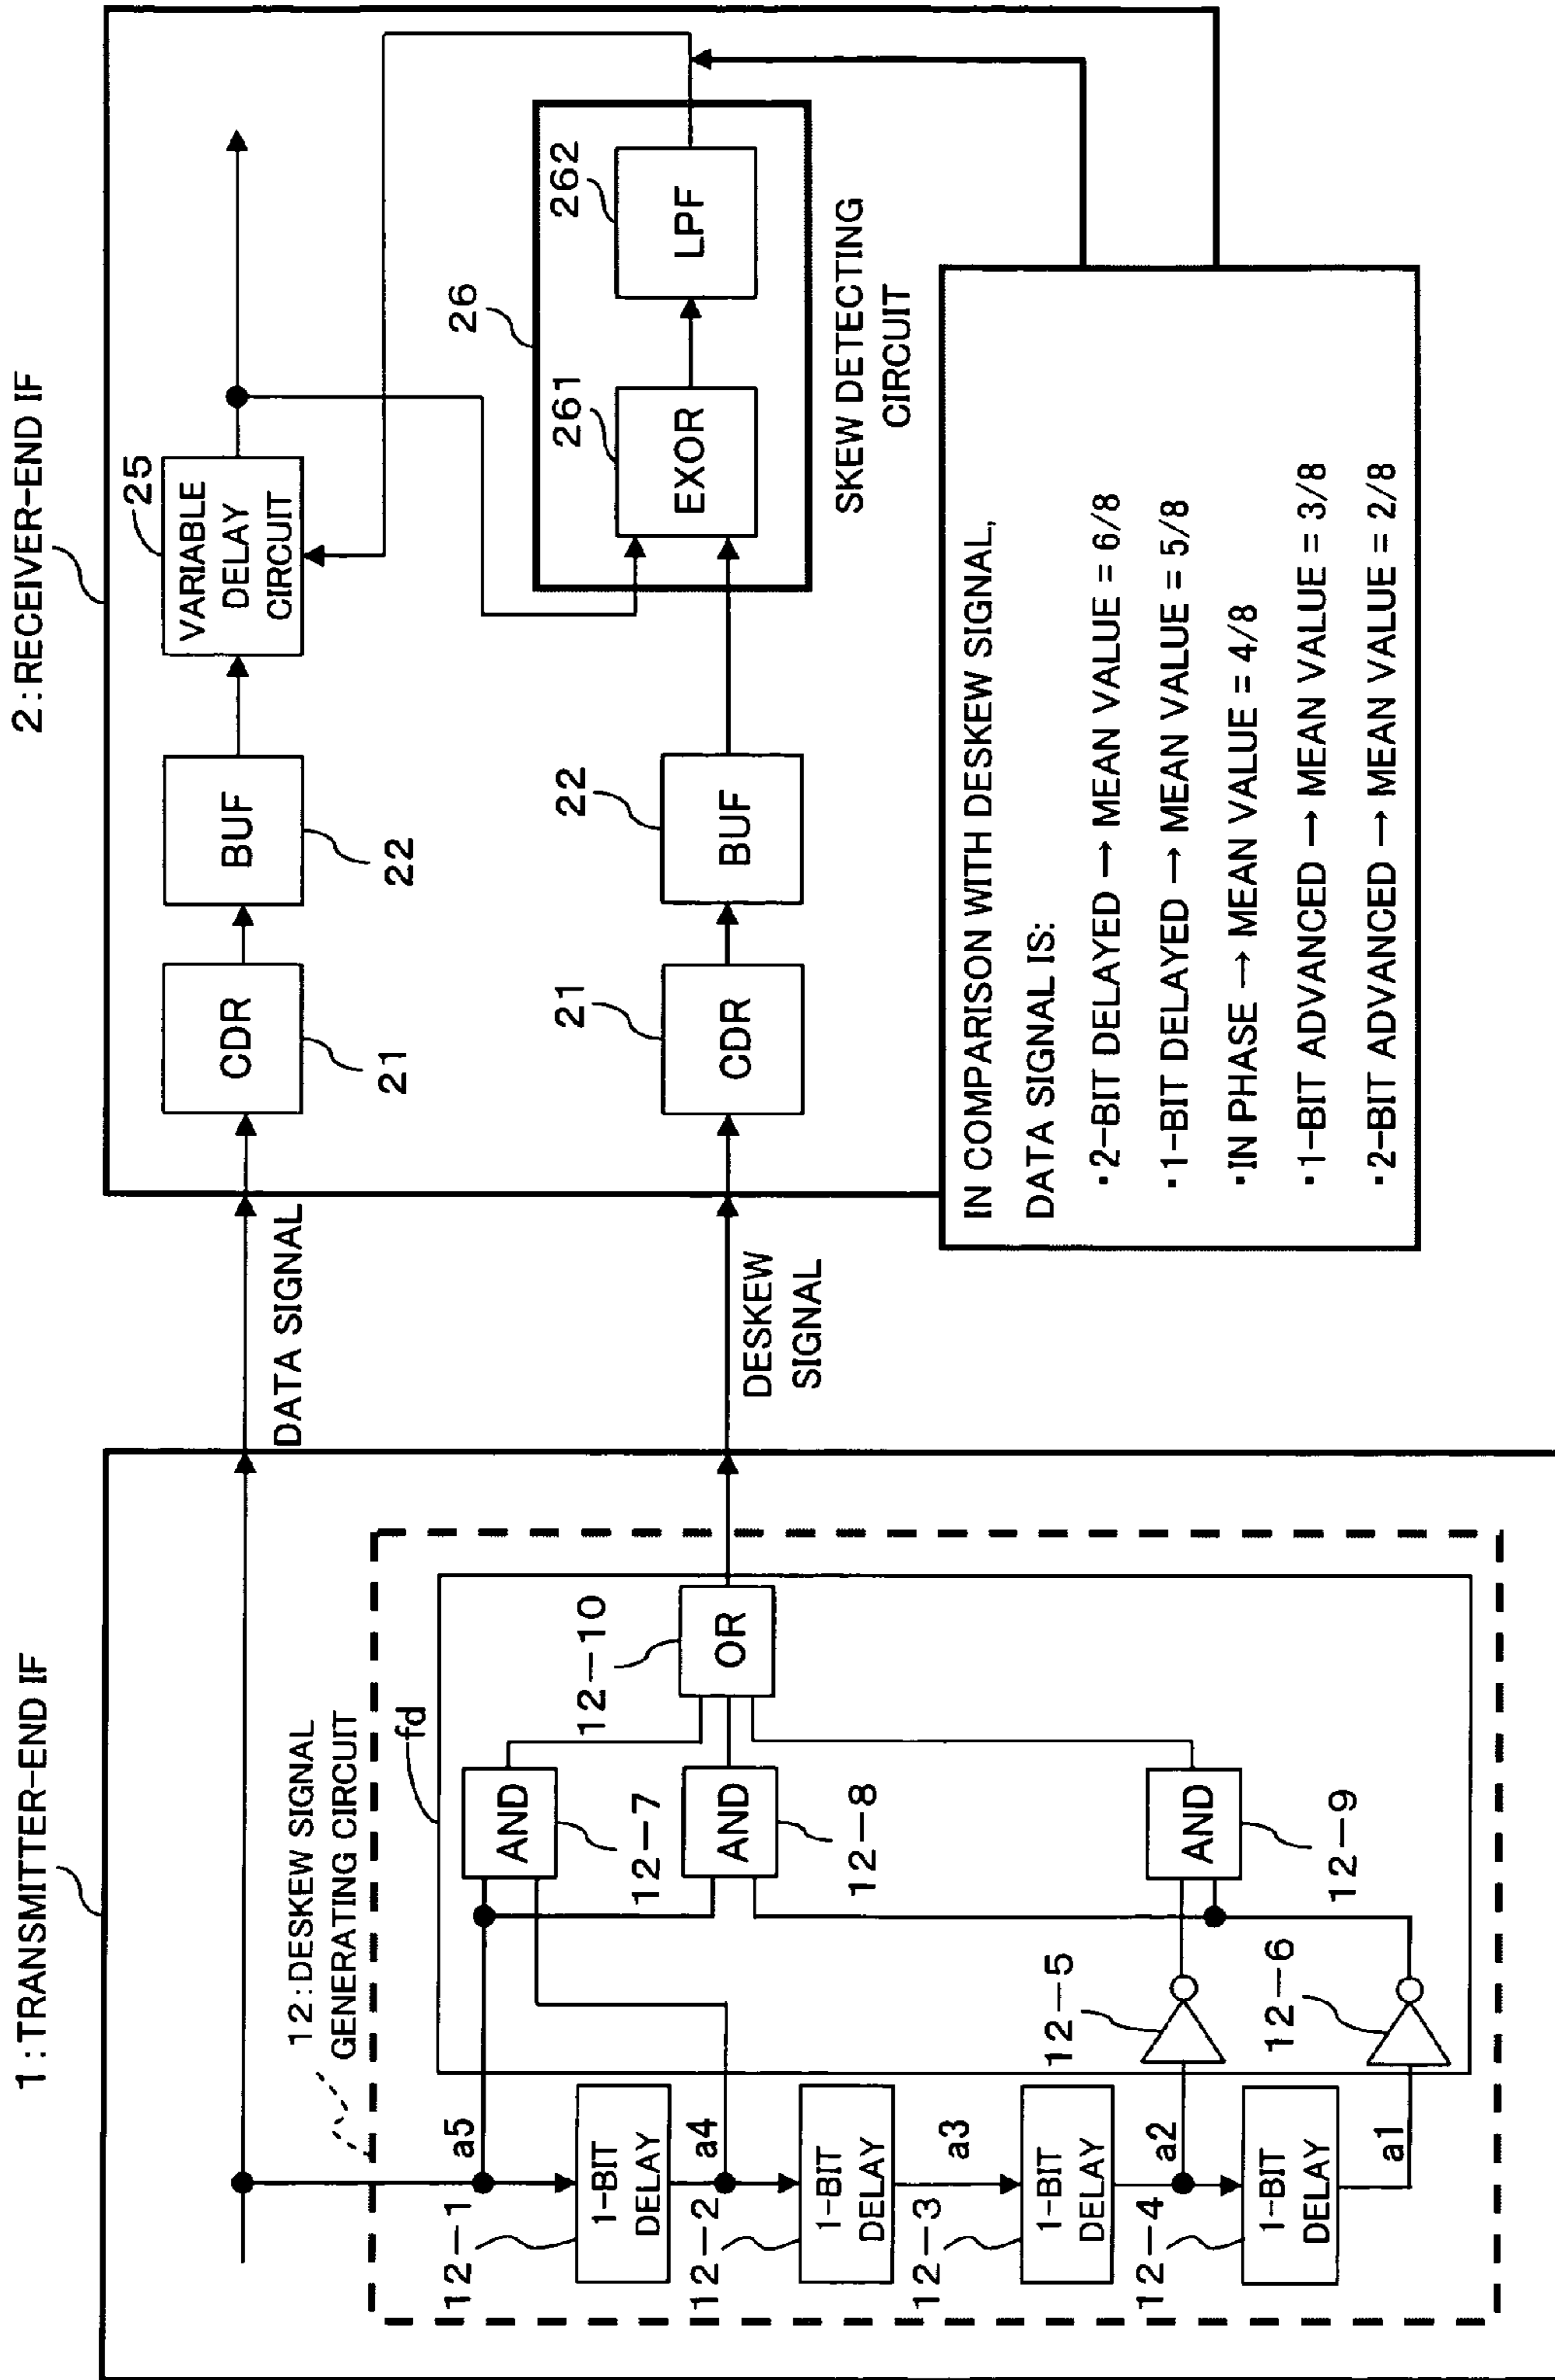 1:TRANSMITTER-END IF
12:DESKEW SIGNAL
GENERATING CIRCUIT
fd
a5
12-1
1-BIT
DELAY
a4
12-2
1-BIT
DELAY
a3
12-3
1-BIT
DELAY
a2
12-4
1-BIT
DELAY
a1
12-5
12-6
AND
12-7
AND
12-8
AND
12-9
12-10
OR
DATA SIGNAL
DESKEW
SIGNAL
2:RECEIVER-END IF
CDR
21
BUF
22
VARIABLE
DELAY
CIRCUIT
25
21
CDR
22
BUF
26
261
EXOR
262
LPF
SKEW DETECTING
CIRCUIT
IN COMPARISON WITH DESKEW SIGNAL,
DATA SIGNAL IS:
·2-BIT DELAYED → MEAN VALUE = 6/8
·1-BIT DELAYED → MEAN VALUE = 5/8
·IN PHASE → MEAN VALUE = 4/8
·1-BIT ADVANCED → MEAN VALUE = 3/8
·2-BIT ADVANCED → MEAN VALUE = 2/8